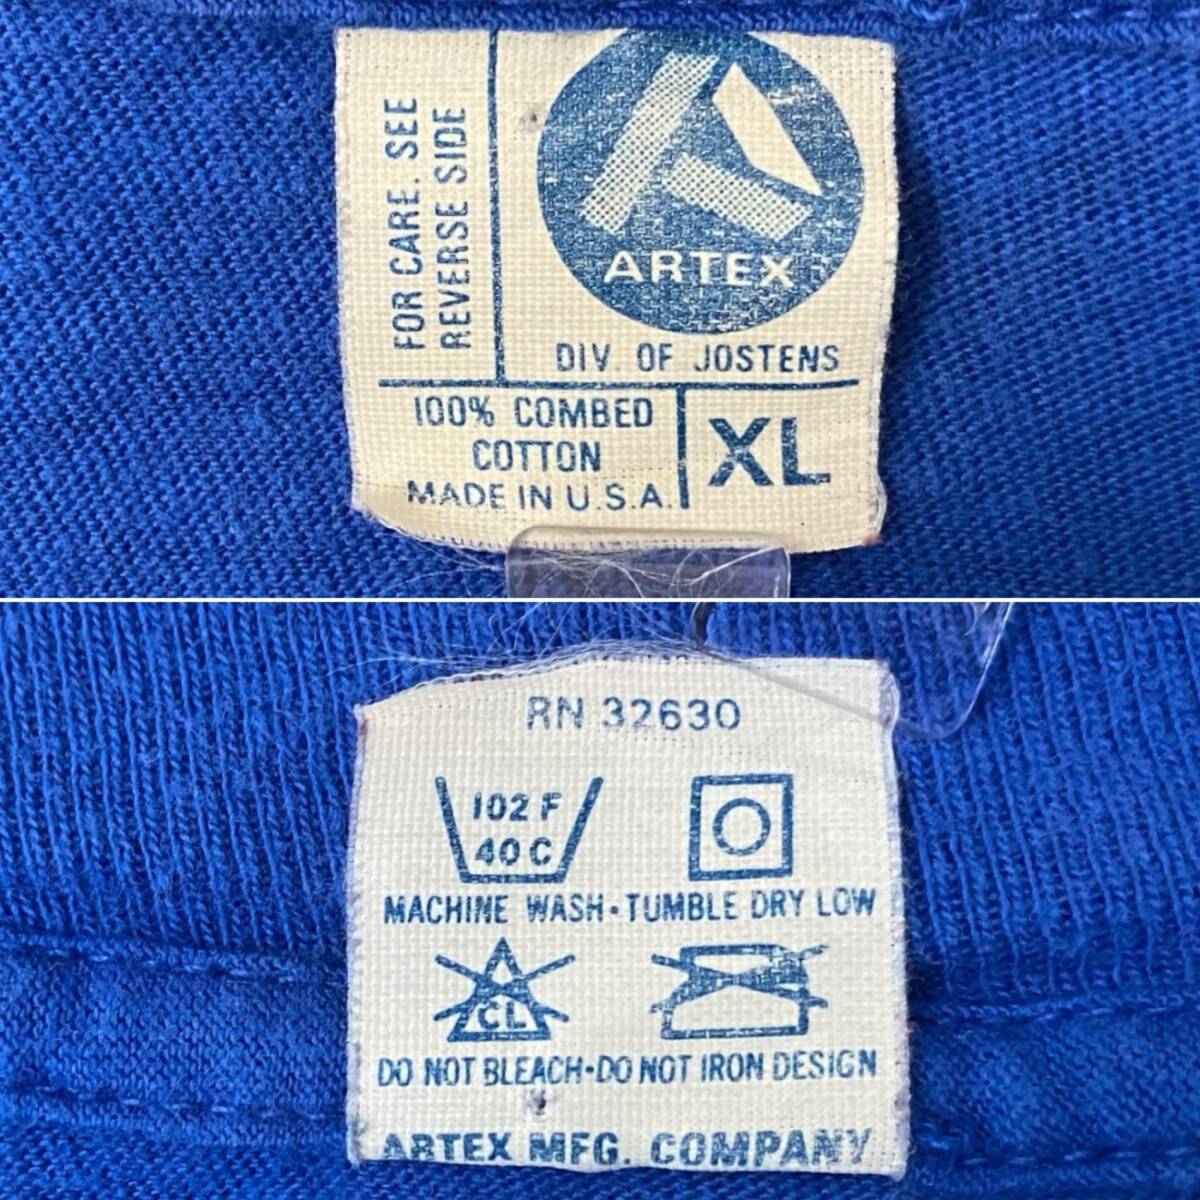 FOR CARE. SEE
REVERSE SIDE
ARTEX
DIV. OF JOSTENS
100% COMBED
COTTON
MADE IN U.S.A.
XL
RN 32630
102 F
40 C
MACHINE WASH•TUMBLE DRY LOW
CL
DO NOT BLEACH•DO NOT IRON DESIGN
ARTEX MFG. COMPANY